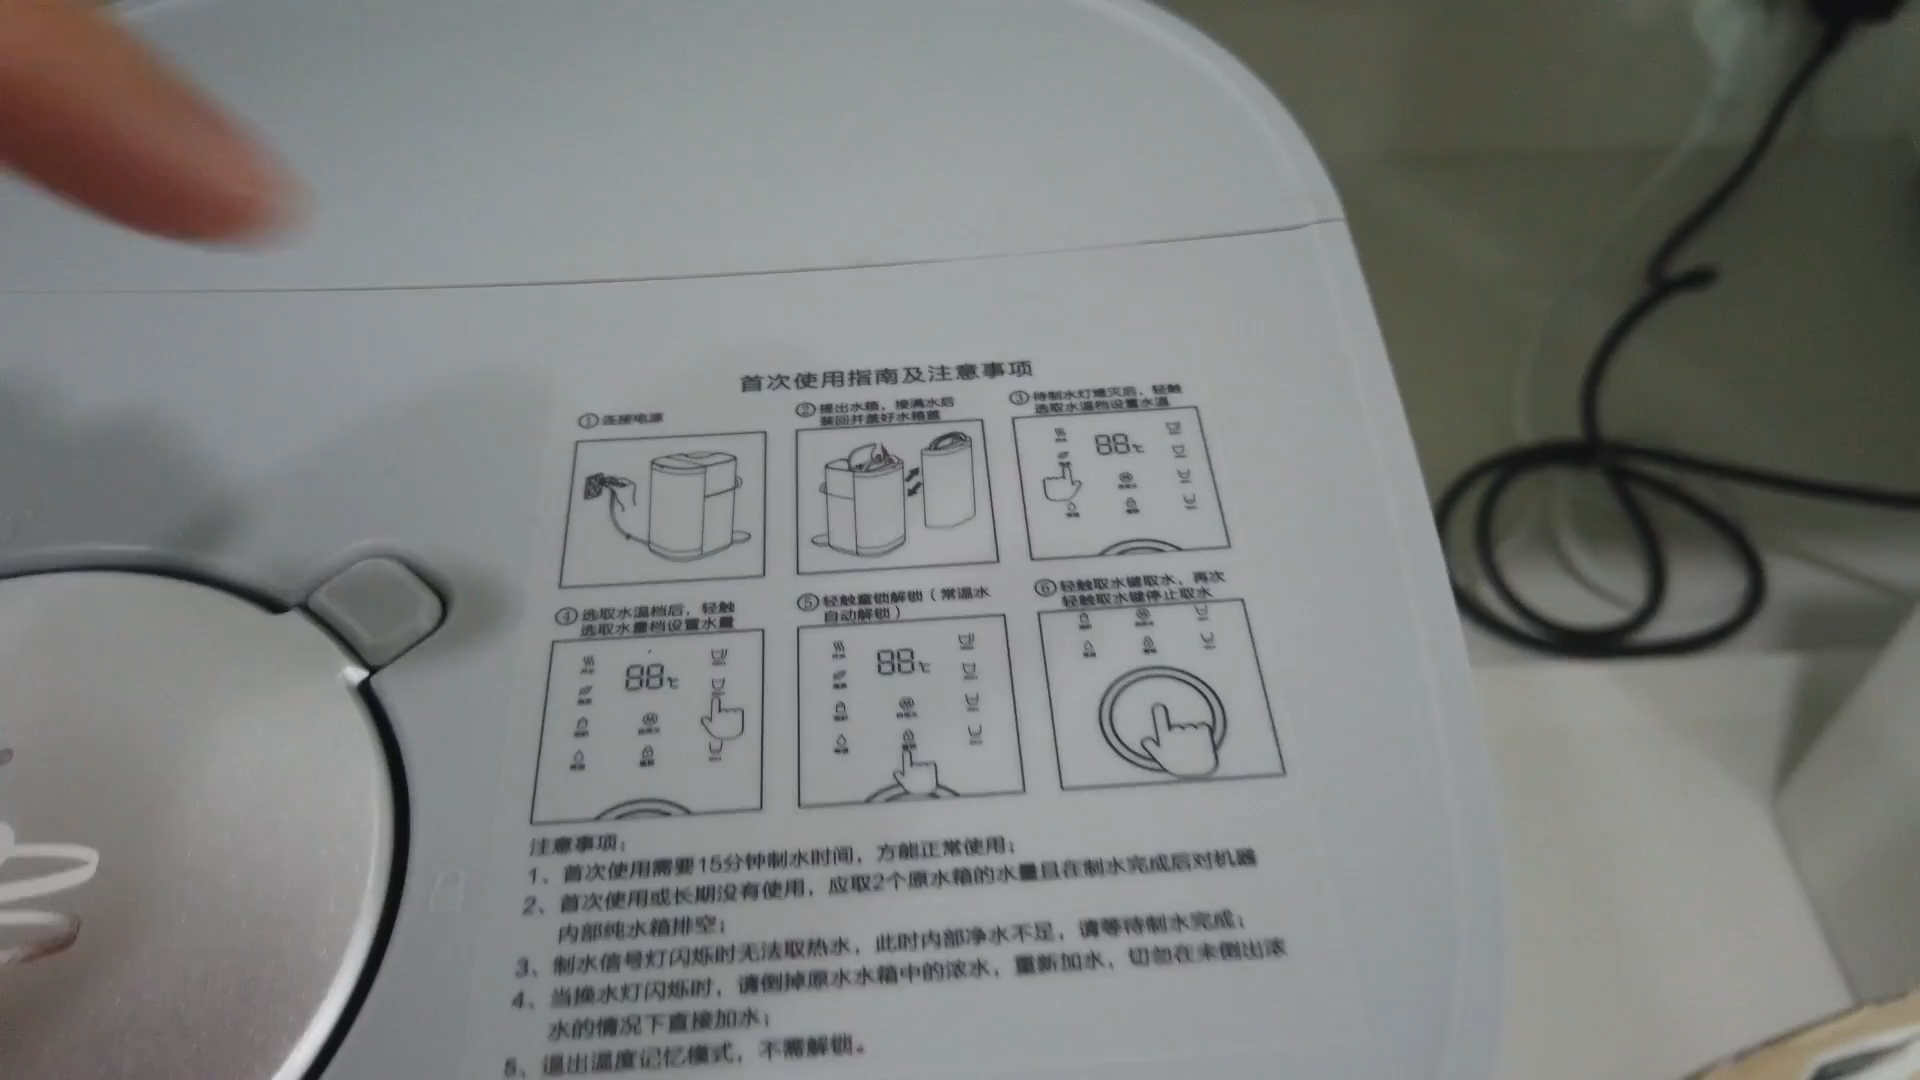 首次使用指南及注意事项
①连接电源
②提出水箱，接满水后
装回并盖好水箱盖
③待制水灯熄灭后，轻触
选取水温档设置水温
88℃
④选取水温档后，轻触
选取水量档设置水量
88℃
⑤轻触童锁解锁（常温水
自动解锁）
88℃
⑥轻触取水键取水，再次
轻触取水键停止取水
注意事项：
1、首次使用需要15分钟制水时间，方能正常使用；
2、首次使用或长期没有使用，应取2个原水箱的水量且在制水完成后对机器
内部纯水箱排空；
3、制水信号灯闪烁时无法取热水，此时内部净水不足，请等待制水完成；
4、当换水灯闪烁时，请倒掉原水水箱中的浓水，重新加水，切勿在未倒出浓
水的情况下直接加水；
5、退出温度记忆模式，不需解锁。